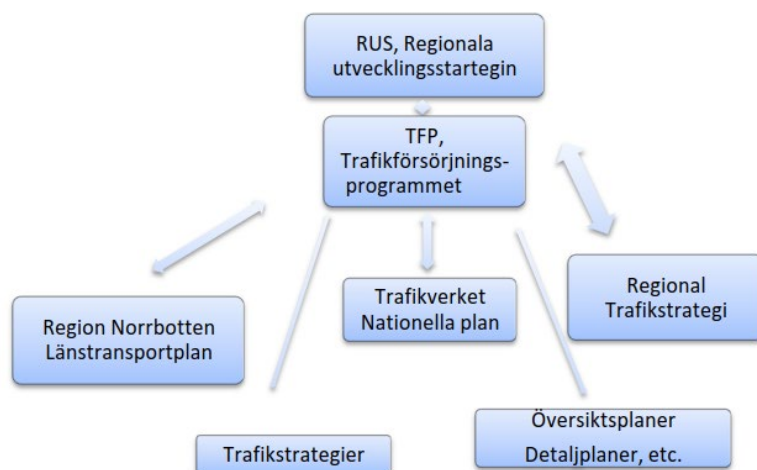 RUS, Regionala
utvecklingsstartegin
TFP,
Trafikförsörjnings-
programmet
Region Norrbotten
Länstransportplan
Trafikverket
Nationella plan
Regional
Trafikstrategi
Trafikstrategier
Översiktsplaner
Detaljplaner, etc.